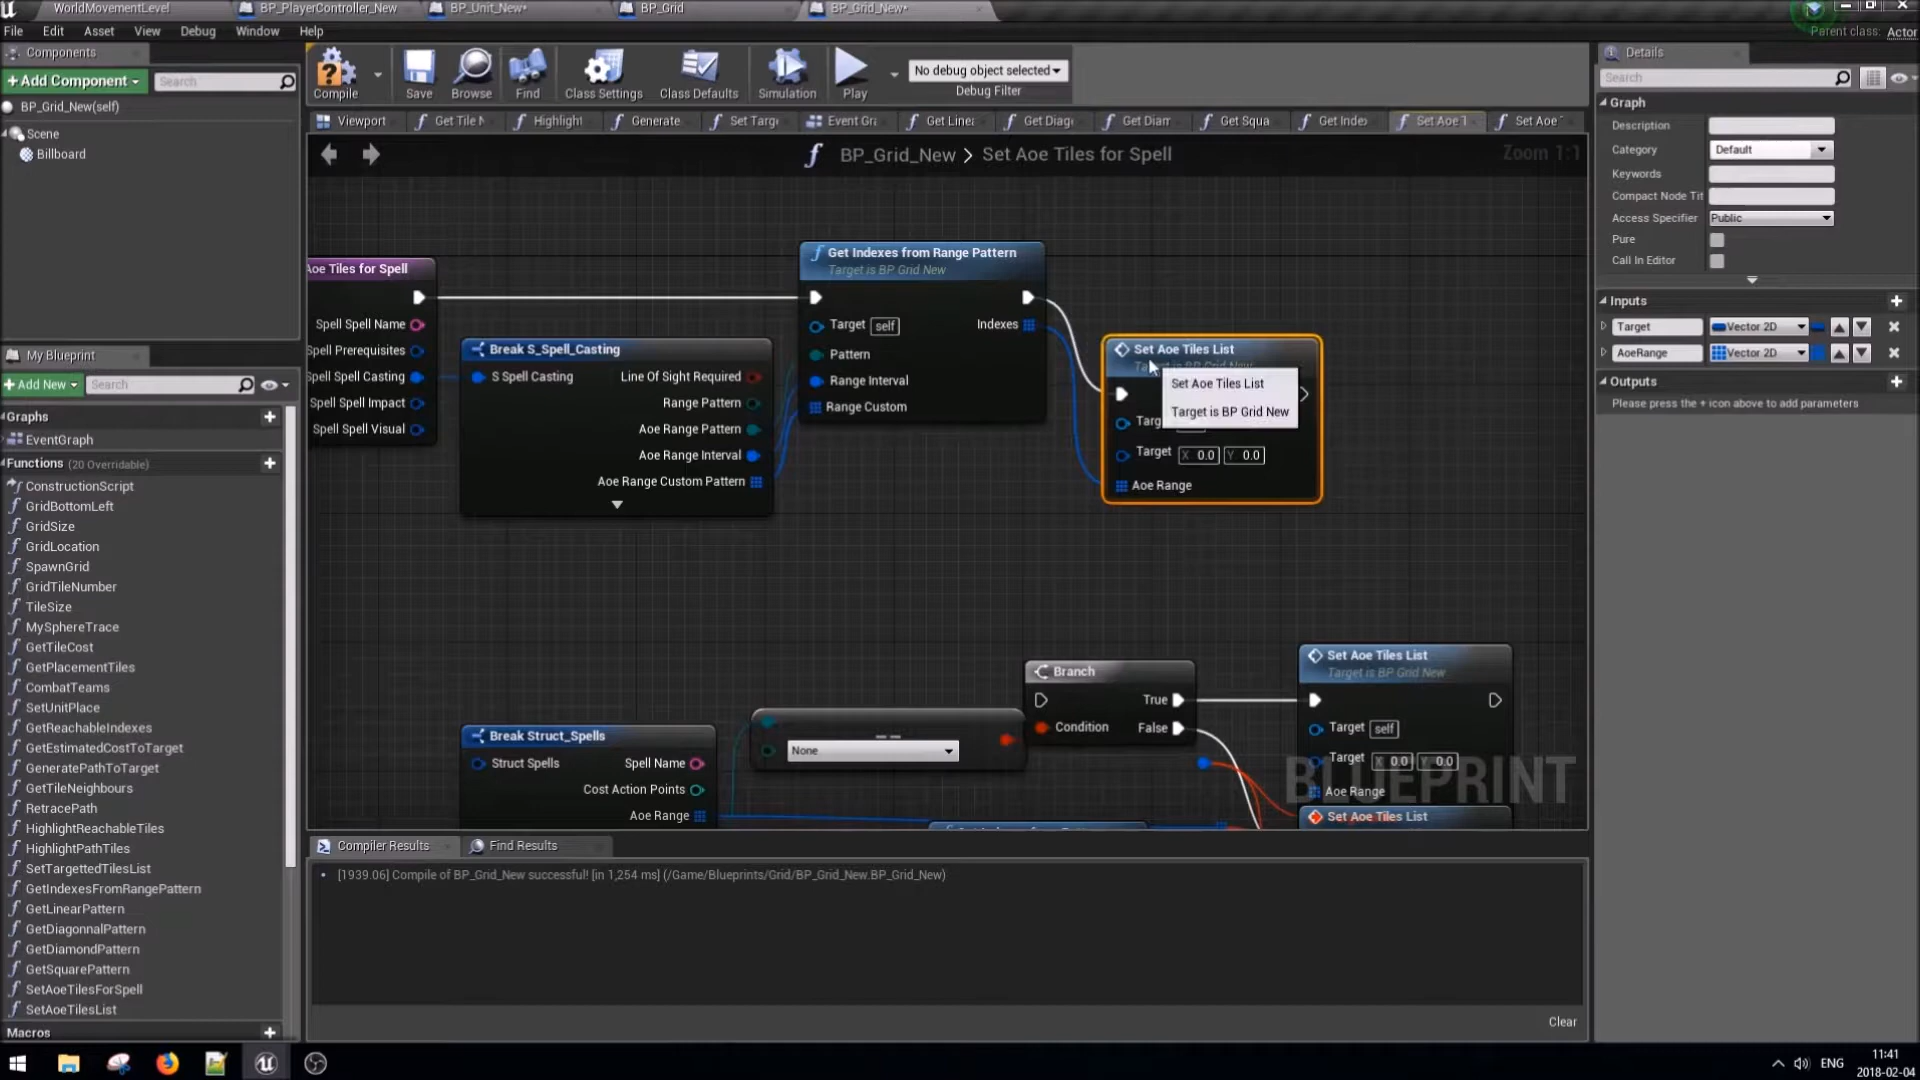 WorldMovementLevel
BP_PlayerController_New
BP_Unit_New*
BP_Grid
BP_Grid_New*
File Edit Asset View Debug Window Help
Parent class: Actor
Components
+Add Component
Search
BP_Grid_New(self)
Scene
Billboard
Compile
Save
Browse
Find
Class Settings
Class Defaults
Simulation
Play
No debug object selected
Debug Filter
Viewport
Get Tile N
Highlight
Generate
Set Targe
Event Gra
Get Linea
Get Diago
Get Diam
Get Squa
Get Index
Set Aoe T
Set Aoe
BP_Grid_New > Set Aoe Tiles for Spell
Zoom 1:1
Aoe Tiles for Spell
Spell Spell Name
Spell Prerequisites
Spell Spell Casting
Spell Spell Impact
Spell Spell Visual
Break S_Spell_Casting
S Spell Casting
Line Of Sight Required
Range Pattern
Aoe Range Pattern
Aoe Range Interval
Aoe Range Custom Pattern
Get Indexes from Range Pattern
Target is BP Grid New
Target self
Indexes
Pattern
Range Interval
Range Custom
Set Aoe Tiles List
Target is BP Grid New
Set Aoe Tiles List
Target is BP Grid New
Target X 0.0 Y 0.0
Aoe Range
Break Struct_Spells
Struct Spells
Spell Name
Cost Action Points
Aoe Range
None
Branch
True
Condition
False
Set Aoe Tiles List
Target is BP Grid New
Target self
Target X 0.0 Y 0.0
Aoe Range
Set Aoe Tiles List
BLUEPRINT
My Blueprint
+Add New
Search
Graphs
EventGraph
Functions (20 Overridable)
ConstructionScript
GridBottomLeft
GridSize
GridLocation
SpawnGrid
GridTileNumber
TileSize
MySphereTrace
GetTileCost
GetPlacementTiles
CombatTeams
SetUnitPlace
GetReachableIndexes
GetEstimatedCostToTarget
GeneratePathToTarget
GetTileNeighbours
RetracePath
HighlightReachableTiles
HighlightPathTiles
SetTargettedTilesList
GetIndexesFromRangePattern
GetLinearPattern
GetDiagonnalPattern
GetDiamondPattern
GetSquarePattern
SetAoeTilesForSpell
SetAoeTilesList
Macros
Compiler Results
Find Results
[1939.06] Compile of BP_Grid_New successful! [in 1,254 ms] (/Game/Blueprints/Grid/BP_Grid_New.BP_Grid_New)
Clear
Details
Search
Graph
Description
Category Default
Keywords
Compact Node Tit
Access Specifier Public
Pure
Call In Editor
Inputs
Target Vector 2D
AoeRange Vector 2D
Outputs
Please press the + icon above to add parameters
ENG
11:41
2018-02-04